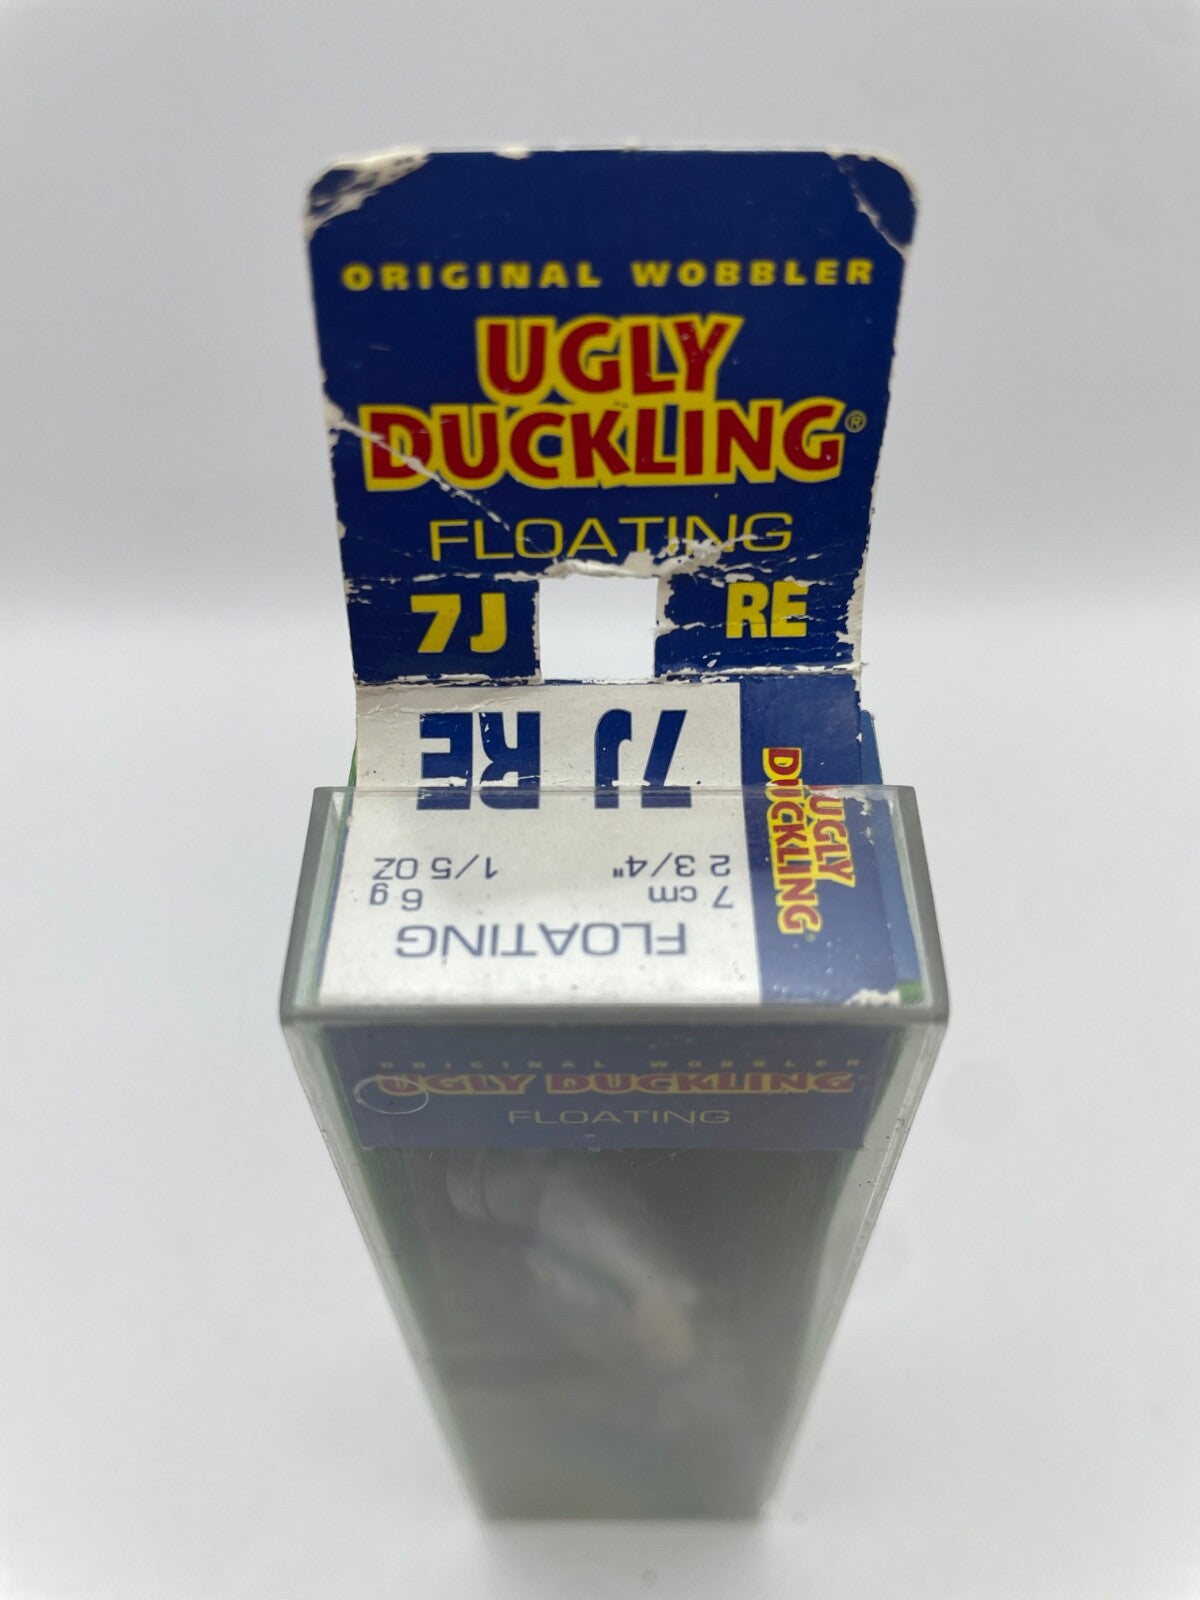 ORIGINAL WOBBLER
UGLY
DUCKLING®
FLOATING
7J RE
7J RE
2 3/4" 1/5 OZ
7 cm 6 g
FLOATING
UGLY
DUCKLING®
ORIGINAL WOBBLER
UGLY DUCKLING
FLOATING